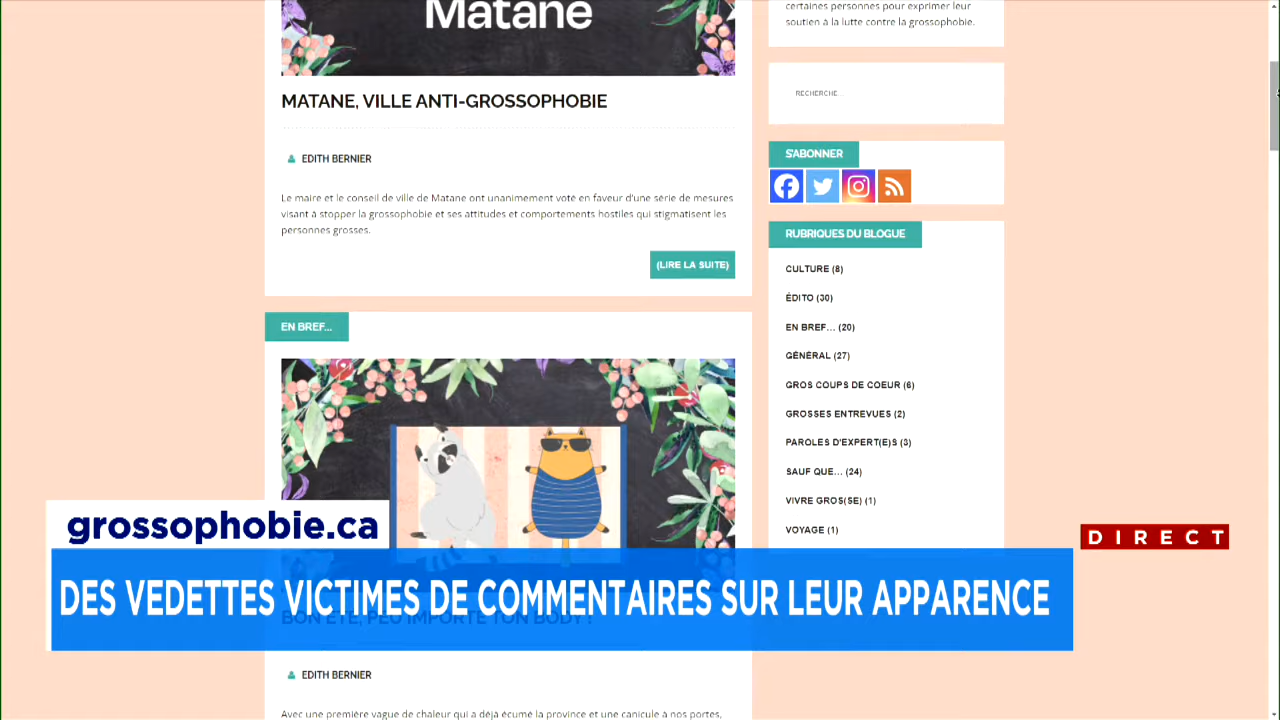 Matane
MATANE, VILLE ANTI-GROSSOPHOBIE
EDITH BERNIER
Le maire et le conseil de ville de Matane ont unanimement voté en faveur d'une série de mesures
visant à stopper la grossophobie et ses attitudes et comportements hostiles qui stigmatisent les
personnes grosses.
(LIRE LA SUITE)
EN BREF...
BON ÉTÉ, PEU IMPORTE TON BODY !
EDITH BERNIER
Avec une première vague de chaleur qui a déjà écumé la province et une canicule à nos portes,
certaines personnes pour exprimer leur
soutien à la lutte contre la grossophobie.
RECHERCHE...
S'ABONNER
RUBRIQUES DU BLOGUE
CULTURE (8)
ÉDITO (30)
EN BREF... (20)
GÉNÉRAL (27)
GROS COUPS DE COEUR (6)
GROSSES ENTREVUES (2)
PAROLES D'EXPERT(E)S (3)
SAUF QUE... (24)
VIVRE GROS(SE) (1)
VOYAGE (1)
grossophobie.ca
DIRECT
DES VEDETTES VICTIMES DE COMMENTAIRES SUR LEUR APPARENCE